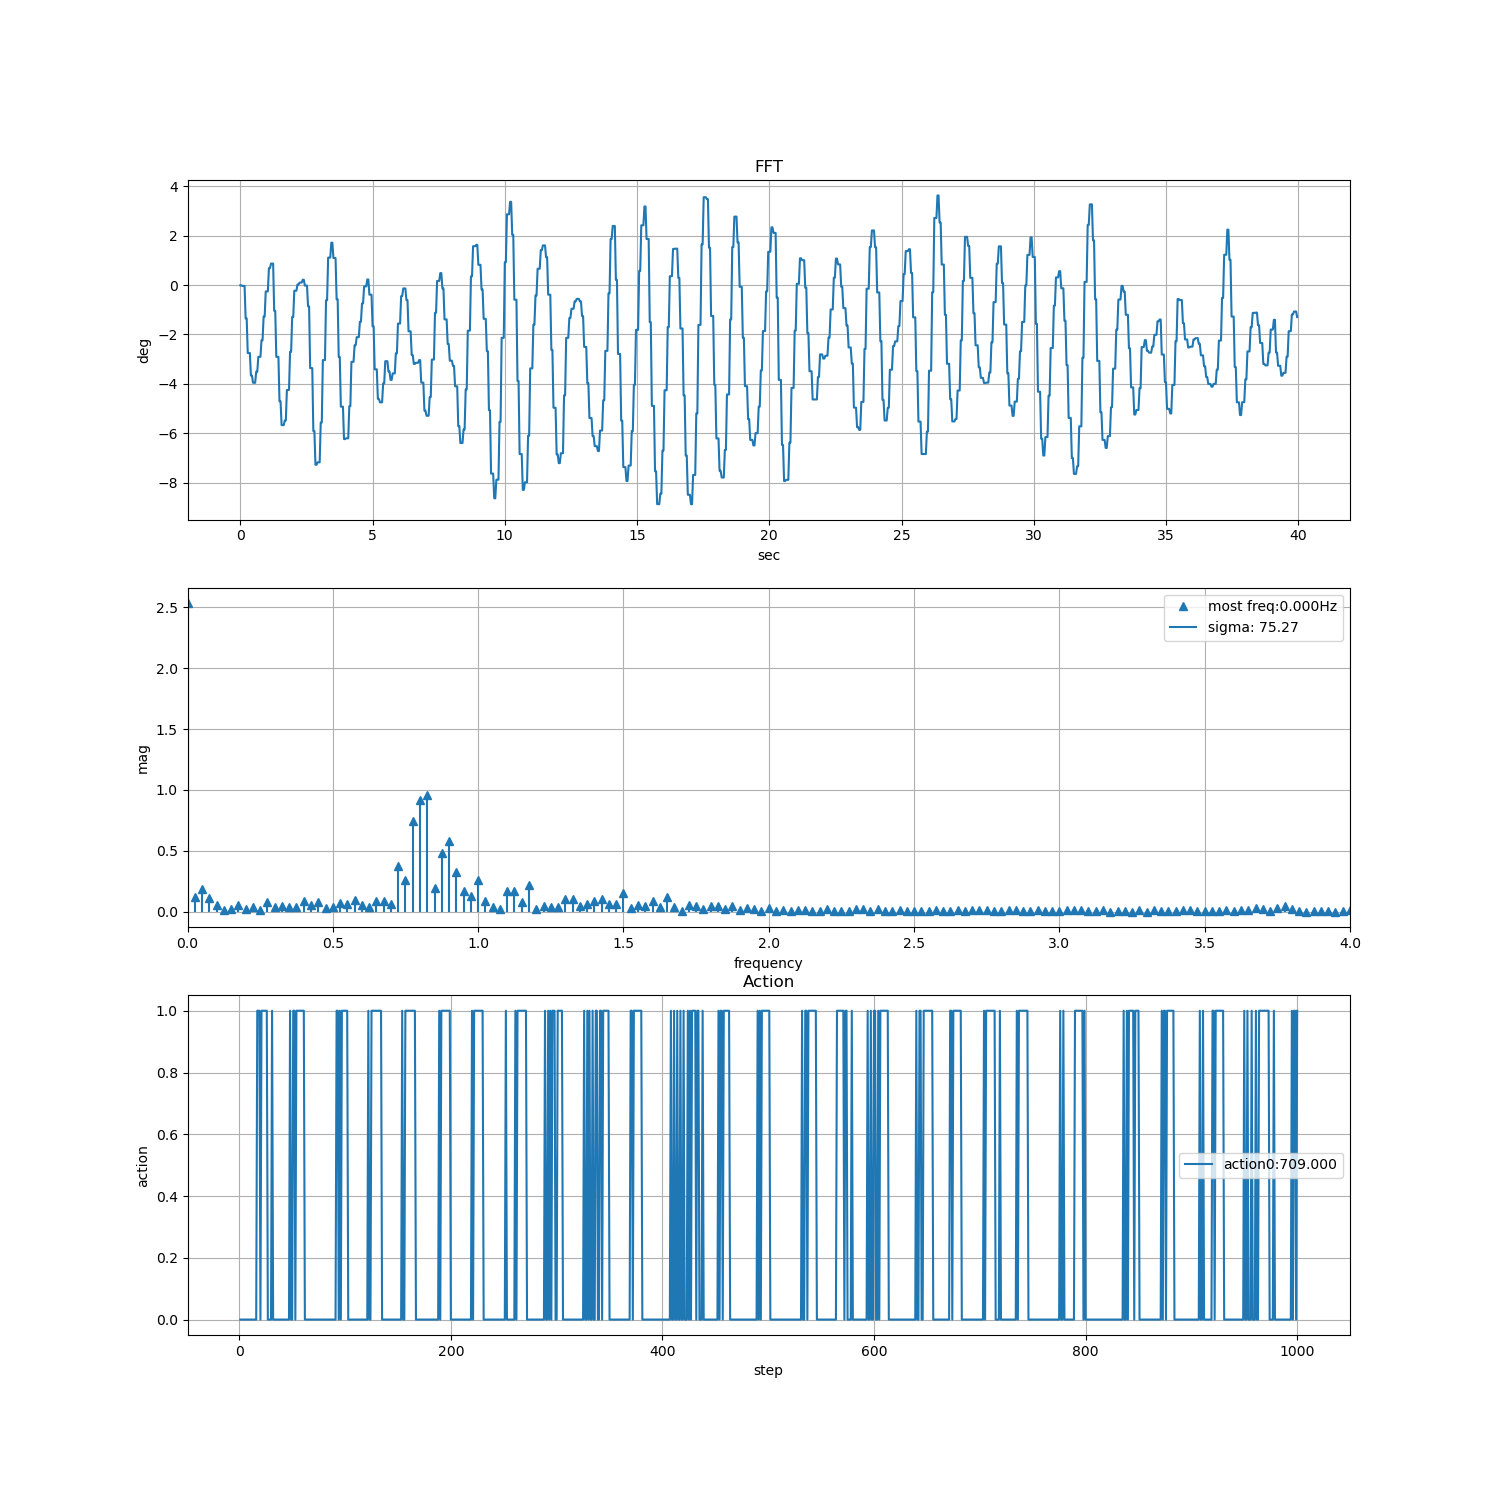 FFT
4
2
0
−2
−4
−6
−8
deg
0 5 10 15 20 25 30 35 40
sec
2.5
2.0
1.5
1.0
0.5
0.0
mag
most freq:0.000Hz
sigma: 75.27
0.0 0.5 1.0 1.5 2.0 2.5 3.0 3.5 4.0
frequency
Action
1.0
0.8
0.6
0.4
0.2
0.0
action
action0:709.000
0 200 400 600 800 1000
step